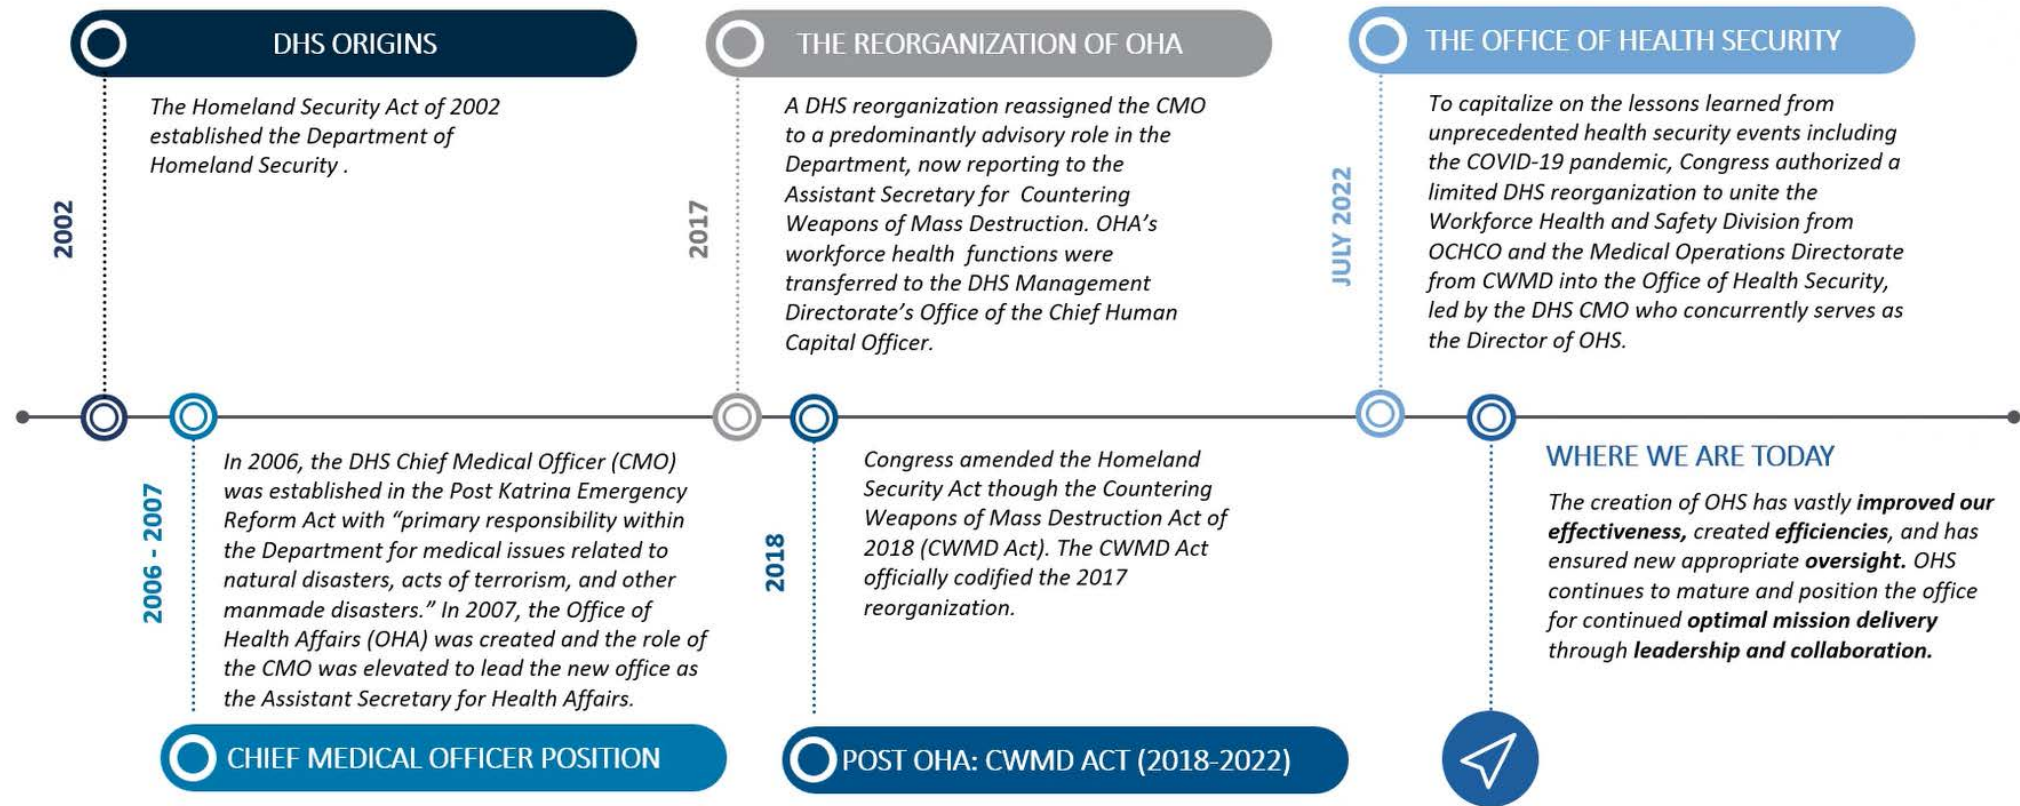 DHS ORIGINS
2002
The Homeland Security Act of 2002
established the Department of
Homeland Security .
2006 - 2007
In 2006, the DHS Chief Medical Officer (CMO)
was established in the Post Katrina Emergency
Reform Act with “primary responsibility within
the Department for medical issues related to
natural disasters, acts of terrorism, and other
manmade disasters.” In 2007, the Office of
Health Affairs (OHA) was created and the role of
the CMO was elevated to lead the new office as
the Assistant Secretary for Health Affairs.
CHIEF MEDICAL OFFICER POSITION
THE REORGANIZATION OF OHA
2017
A DHS reorganization reassigned the CMO
to a predominantly advisory role in the
Department, now reporting to the
Assistant Secretary for Countering
Weapons of Mass Destruction. OHA’s
workforce health functions were
transferred to the DHS Management
Directorate’s Office of the Chief Human
Capital Officer.
2018
Congress amended the Homeland
Security Act though the Countering
Weapons of Mass Destruction Act of
2018 (CWMD Act). The CWMD Act
officially codified the 2017
reorganization.
POST OHA: CWMD ACT (2018-2022)
THE OFFICE OF HEALTH SECURITY
JULY 2022
To capitalize on the lessons learned from
unprecedented health security events including
the COVID-19 pandemic, Congress authorized a
limited DHS reorganization to unite the
Workforce Health and Safety Division from
OCHCO and the Medical Operations Directorate
from CWMD into the Office of Health Security,
led by the DHS CMO who concurrently serves as
the Director of OHS.
WHERE WE ARE TODAY
The creation of OHS has vastly improved our
effectiveness, created efficiencies, and has
ensured new appropriate oversight. OHS
continues to mature and position the office
for continued optimal mission delivery
through leadership and collaboration.